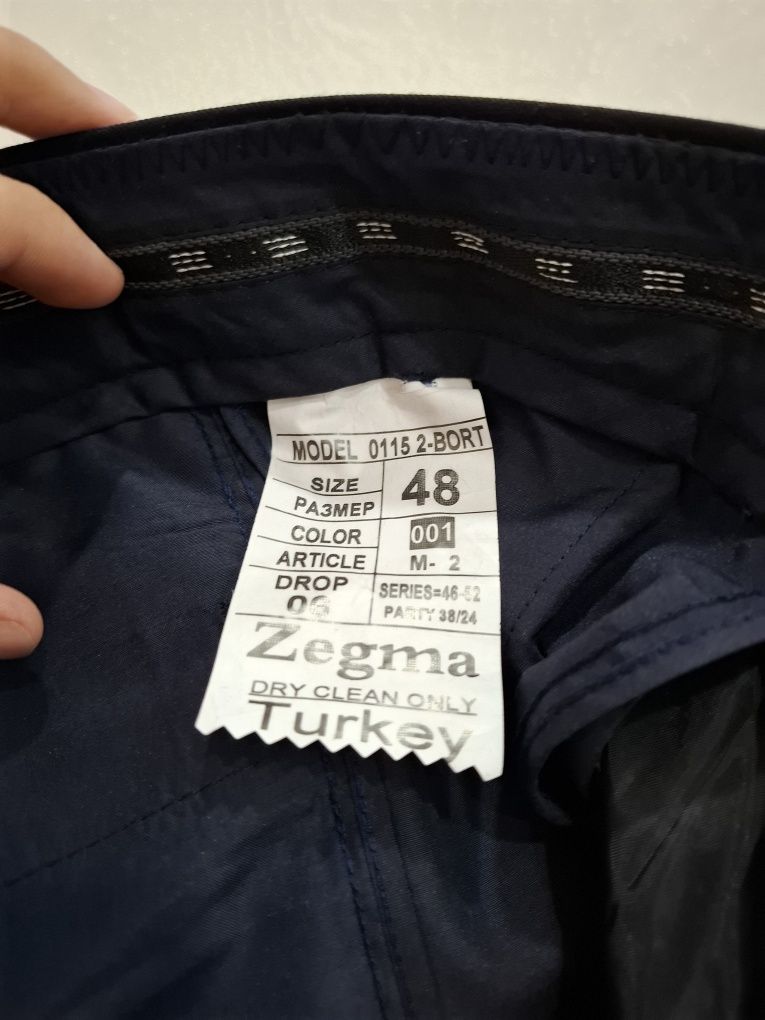 MODEL 0115 2-BORT
SIZE
РАЗМЕР
48
COLOR 001
ARTICLE M- 2
DROP
06
SERIES=46-52
PARTY 38/24
Zegma
DRY CLEAN ONLY
Turkey